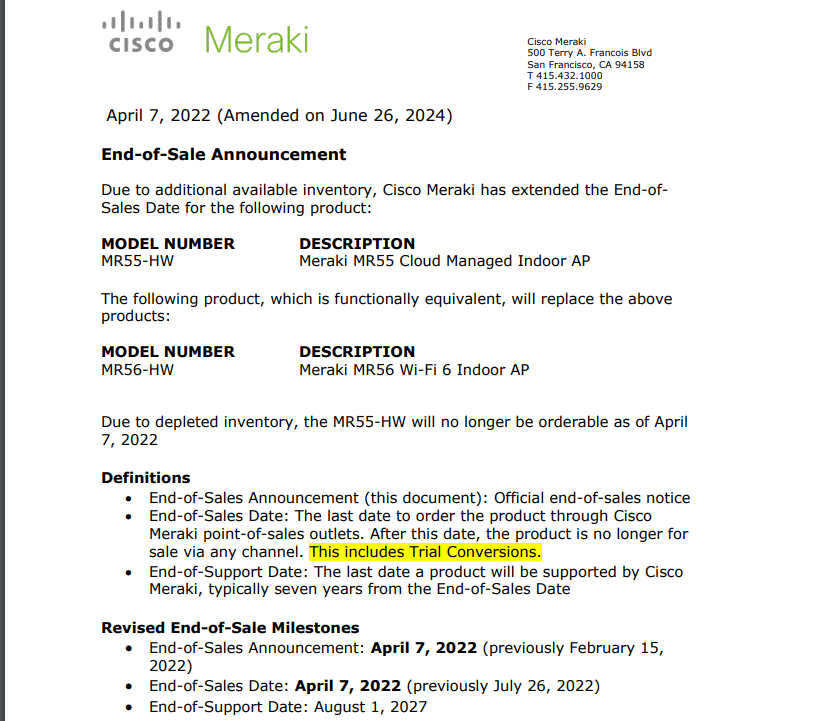 CISCO Meraki
Cisco Meraki
500 Terry A. Francois Blvd
San Francisco, CA 94158
T 415.432.1000
F 415.255.9629
April 7, 2022 (Amended on June 26, 2024)
End-of-Sale Announcement
Due to additional available inventory, Cisco Meraki has extended the End-of-
Sales Date for the following product:
MODEL NUMBER DESCRIPTION
MR55-HW Meraki MR55 Cloud Managed Indoor AP
The following product, which is functionally equivalent, will replace the above
products:
MODEL NUMBER DESCRIPTION
MR56-HW Meraki MR56 Wi-Fi 6 Indoor AP
Due to depleted inventory, the MR55-HW will no longer be orderable as of April
7, 2022
Definitions
• End-of-Sales Announcement (this document): Official end-of-sales notice
• End-of-Sales Date: The last date to order the product through Cisco
Meraki point-of-sales outlets. After this date, the product is no longer for
sale via any channel. This includes Trial Conversions.
• End-of-Support Date: The last date a product will be supported by Cisco
Meraki, typically seven years from the End-of-Sales Date
Revised End-of-Sale Milestones
• End-of-Sales Announcement: April 7, 2022 (previously February 15,
2022)
• End-of-Sales Date: April 7, 2022 (previously July 26, 2022)
• End-of-Support Date: August 1, 2027